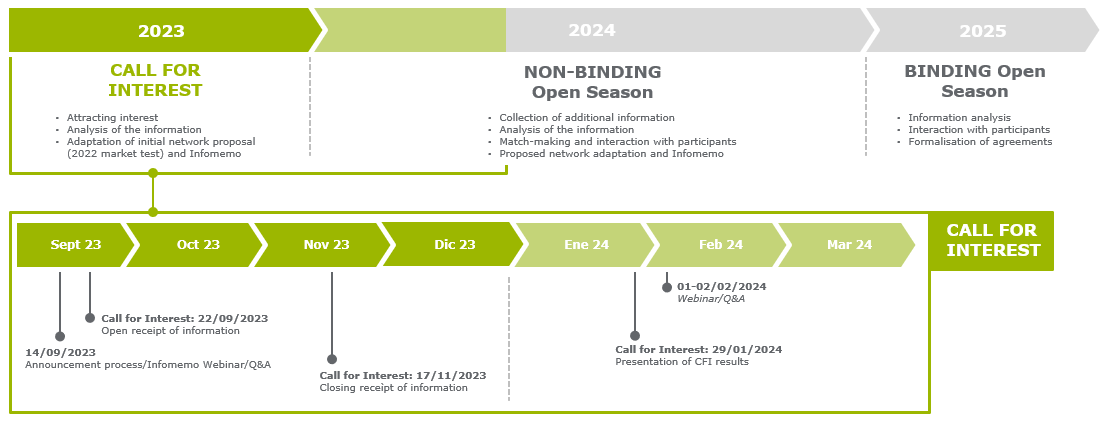 2023
2024
2025
CALL FOR
INTEREST
• Attracting interest
• Analysis of the information
• Adaptation of initial network proposal
(2022 market test) and Infomemo
NON-BINDING
Open Season
• Collection of additional information
• Analysis of the information
• Match-making and interaction with participants
• Proposed network adaptation and Infomemo
BINDING Open
Season
• Information analysis
• Interaction with participants
• Formalisation of agreements
Sept 23
Oct 23
Nov 23
Dic 23
Ene 24
Feb 24
Mar 24
CALL FOR
INTEREST
14/09/2023
Announcement process/Infomemo Webinar/Q&A
Call for Interest: 22/09/2023
Open receipt of information
Call for Interest: 17/11/2023
Closing receipt of information
Call for Interest: 29/01/2024
Presentation of CFI results
01-02/02/2024
Webinar/Q&A